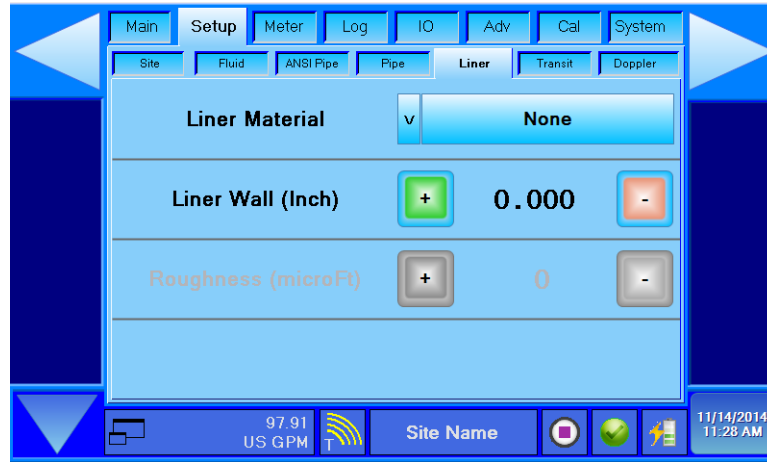 Main Setup Meter Log IO Adv Cal System
Site Fluid ANSI Pipe Pipe Liner Transit Doppler
Liner Material v None
Liner Wall (Inch) + 0.000 -
Roughness (microFt) + 0 -
97.91
US GPM T Site Name
11/14/2014
11:28 AM